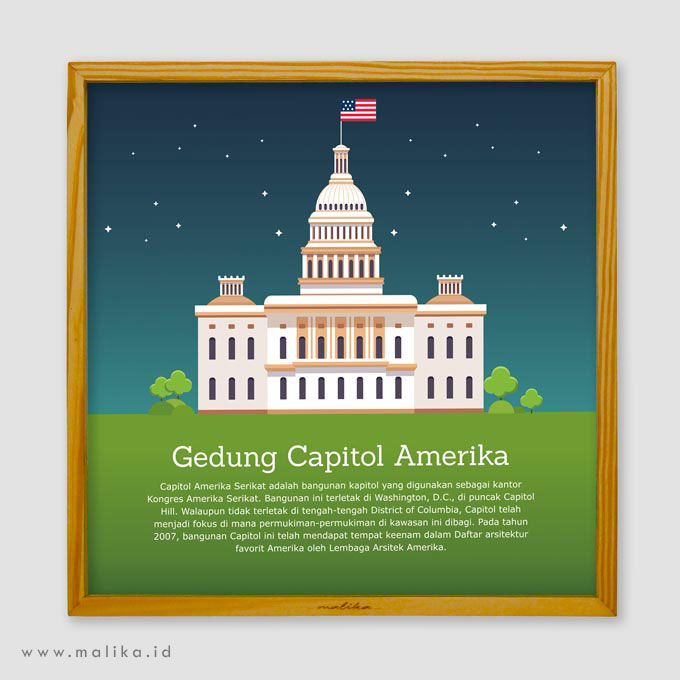 Gedung Capitol Amerika
Capitol Amerika Serikat adalah bangunan kapitol yang digunakan sebagai kantor
Kongres Amerika Serikat. Bangunan ini terletak di Washington, D.C., di puncak Capitol
Hill. Walaupun tidak terletak di tengah-tengah District of Columbia, Capitol telah
menjadi fokus di mana permukiman-permukiman di kawasan ini dibagi. Pada tahun
2007, bangunan Capitol ini telah mendapat tempat keenam dalam Daftar arsitektur
favorit Amerika oleh Lembaga Arsitek Amerika.
malika
www.malika.id